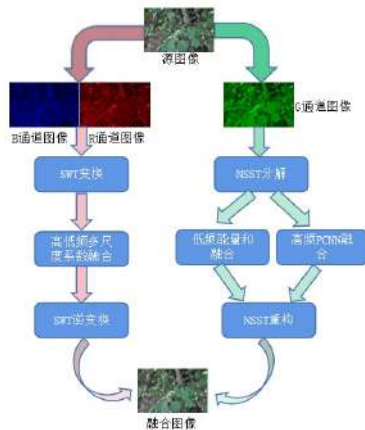 源图像
B通道图像
R通道图像
G通道图像
SWT变换
NSST分解
高低频多尺
度系数融合
低频能量和
融合
高频PCNN融
合
SWT逆变换
NSST重构
融合图像